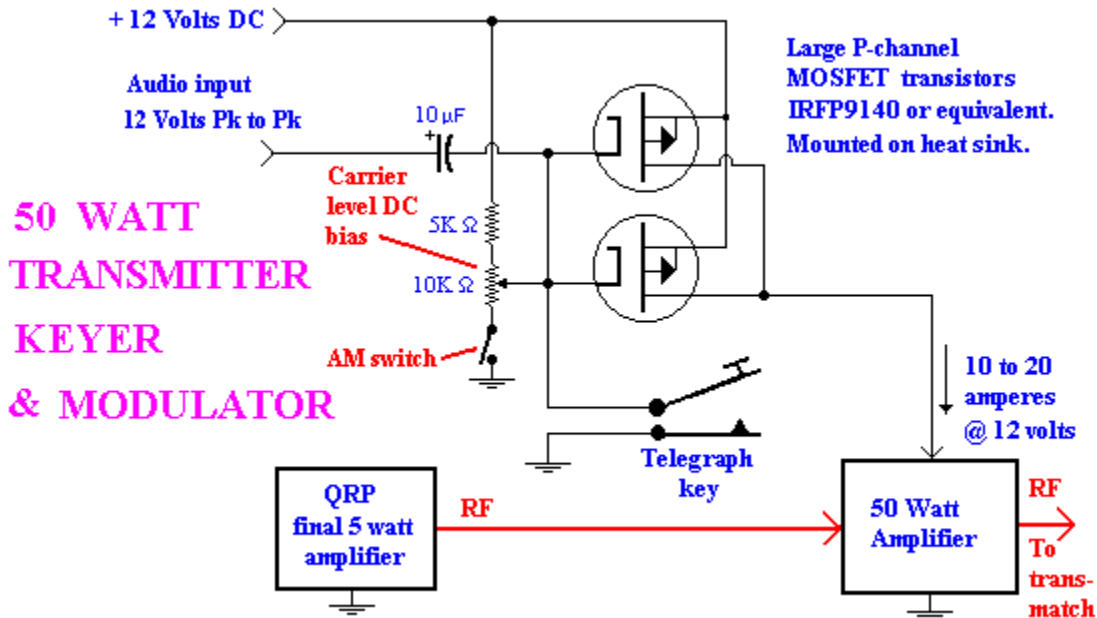 + 12 Volts DC
Audio input
12 Volts Pk to Pk
10 µF
+
Large P-channel
MOSFET transistors
IRFP9140 or equivalent.
Mounted on heat sink.
Carrier
level DC
bias
5K Ω
10K Ω
AM switch
50 WATT
TRANSMITTER
KEYER
& MODULATOR
10 to 20
amperes
@ 12 volts
Telegraph
key
QRP
final 5 watt
amplifier
RF
50 Watt
Amplifier
RF
To
trans-
match